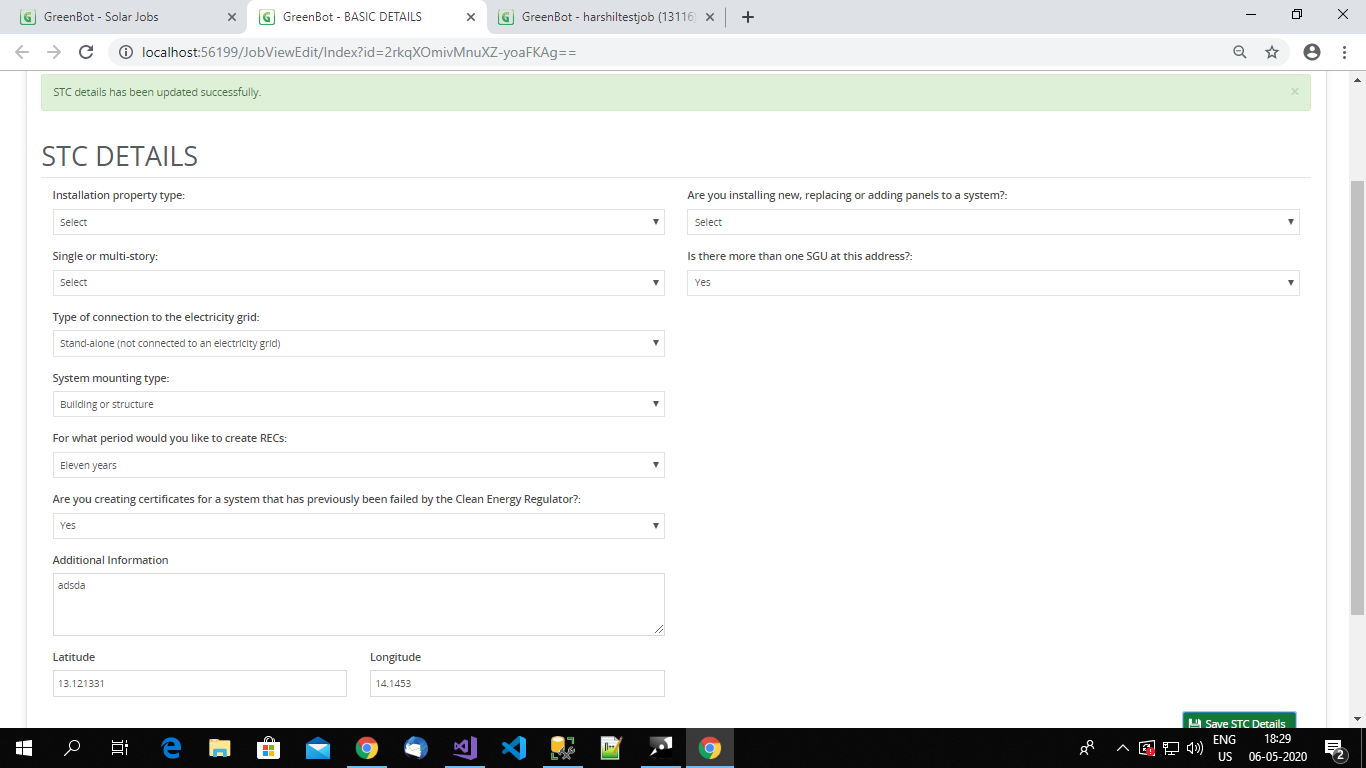 GreenBot - Solar Jobs
GreenBot - BASIC DETAILS
GreenBot - harshiltestjob (13116
localhost:56199/JobViewEdit/Index?id=2rkqXOmivMnuXZ-yoaFKAg==
STC details has been updated successfully.
STC DETAILS
Installation property type:
Select
Are you installing new, replacing or adding panels to a system?:
Select
Single or multi-story:
Select
Is there more than one SGU at this address?:
Yes
Type of connection to the electricity grid:
Stand-alone (not connected to an electricity grid)
System mounting type:
Building or structure
For what period would you like to create RECs:
Eleven years
Are you creating certificates for a system that has previously been failed by the Clean Energy Regulator?:
Yes
Additional Information
adsda
Latitude
Longitude
13.121331
14.1453
Save STC Details
ENG
US
18:29
06-05-2020
2